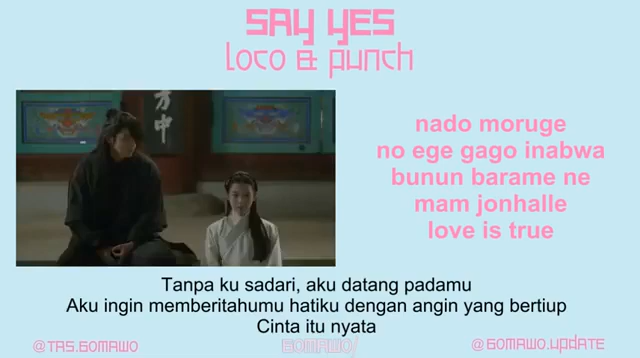 SAY YES
LOCO & PUNCH
方
中
nado moruge
no ege gago inabwa
bunun barame ne
mam jonhalle
love is true
Tanpa ku sadari, aku datang padamu
Aku ingin memberitahumu hatiku dengan angin yang bertiup
Cinta itu nyata
@TAS.GOMAWO
GOMAWO/
@GOMAWO.UPDATE